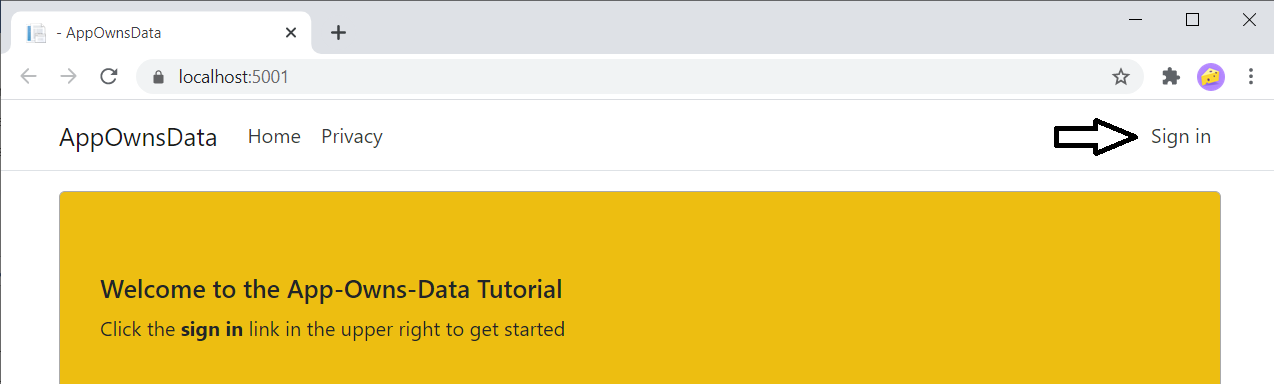 - AppOwnsData
localhost:5001
AppOwnsData Home Privacy Sign in
Welcome to the App-Owns-Data Tutorial
Click the sign in link in the upper right to get started